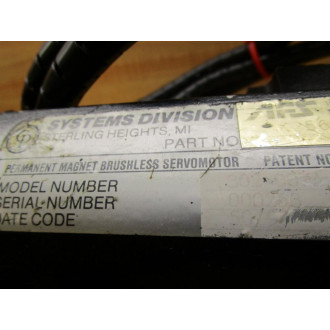 CP SYSTEMS DIVISION
STERLING HEIGHTS, MI
PART NO
PERMANENT MAGNET BRUSHLESS SERVOMOTOR PATENT NO
MODEL NUMBER
SERIAL NUMBER
DATE CODE